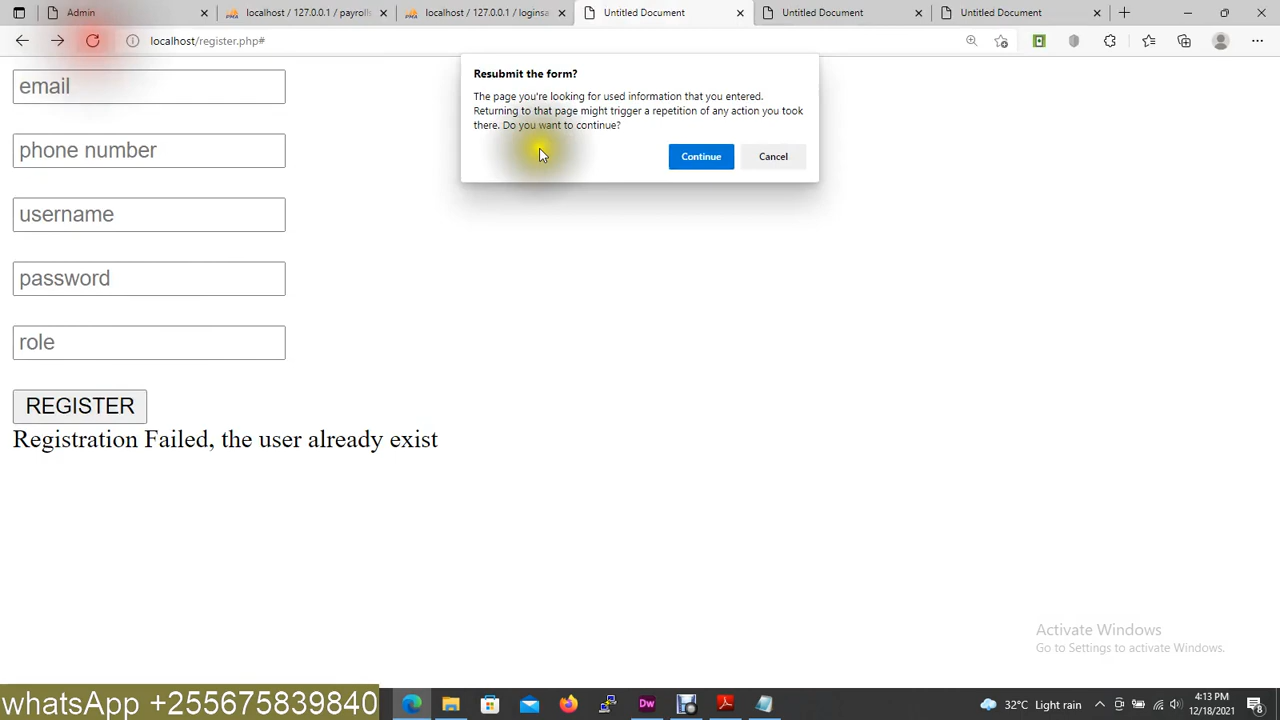 Admin
localhost / 127.0.0.1 / payroll
localhost / 127.0.0.1 / loginsa
Untitled Document
Untitled Document
Untitled Document
localhost/register.php#
Resubmit the form?
The page you're looking for used information that you entered.
Returning to that page might trigger a repetition of any action you took
there. Do you want to continue?
Continue
Cancel
email
phone number
username
password
role
REGISTER
Registration Failed, the user already exist
Activate Windows
Go to Settings to activate Windows.
whatsApp +255675839840
Dw
32°C Light rain
4:13 PM
12/18/2021
8